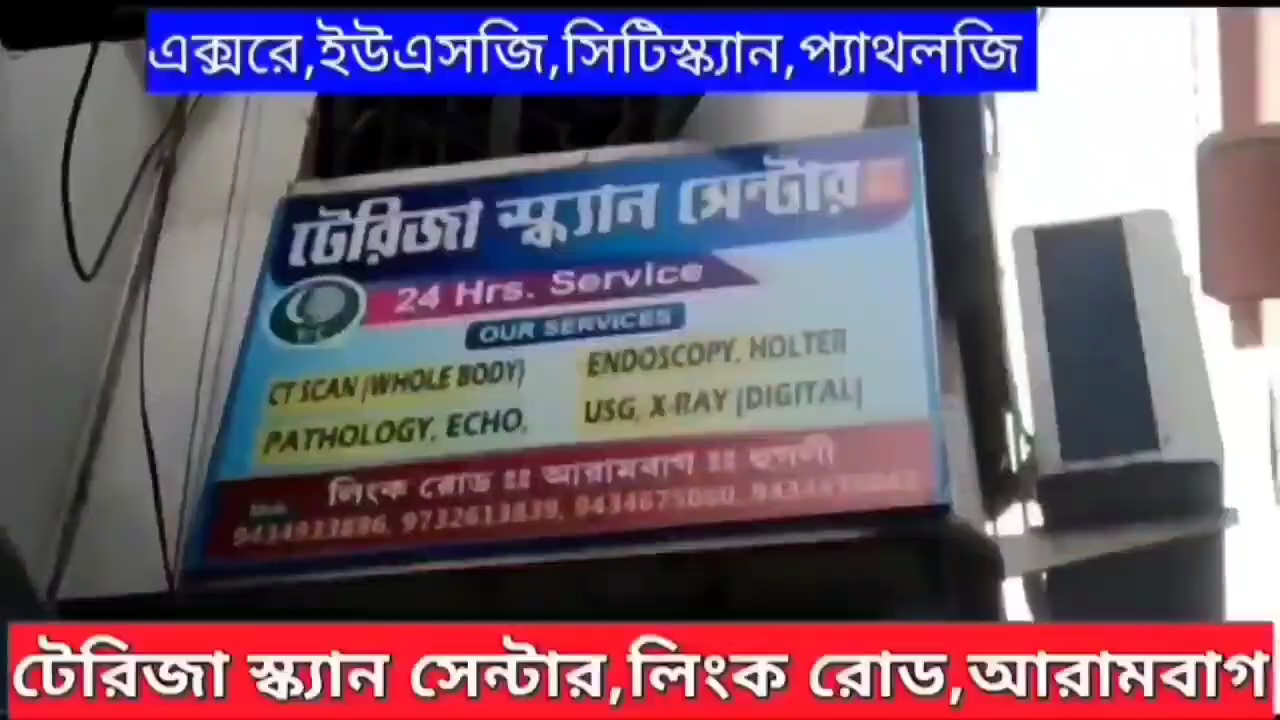 এক্সরে,ইউএসজি,সিটিস্ক্যান,প্যাথলজি
টেরিজা স্ক্যান সেন্টার
24 Hrs. Service
OUR SERVICES
CT SCAN (WHOLE BODY)
ENDOSCOPY, HOLTER
PATHOLOGY, ECHO,
USG, X-RAY (DIGITAL)
লিংক রোড ॥ আরামবাগ ॥ হুগলী
9732613839,
টেরিজা স্ক্যান সেন্টার,লিংক রোড,আরামবাগ